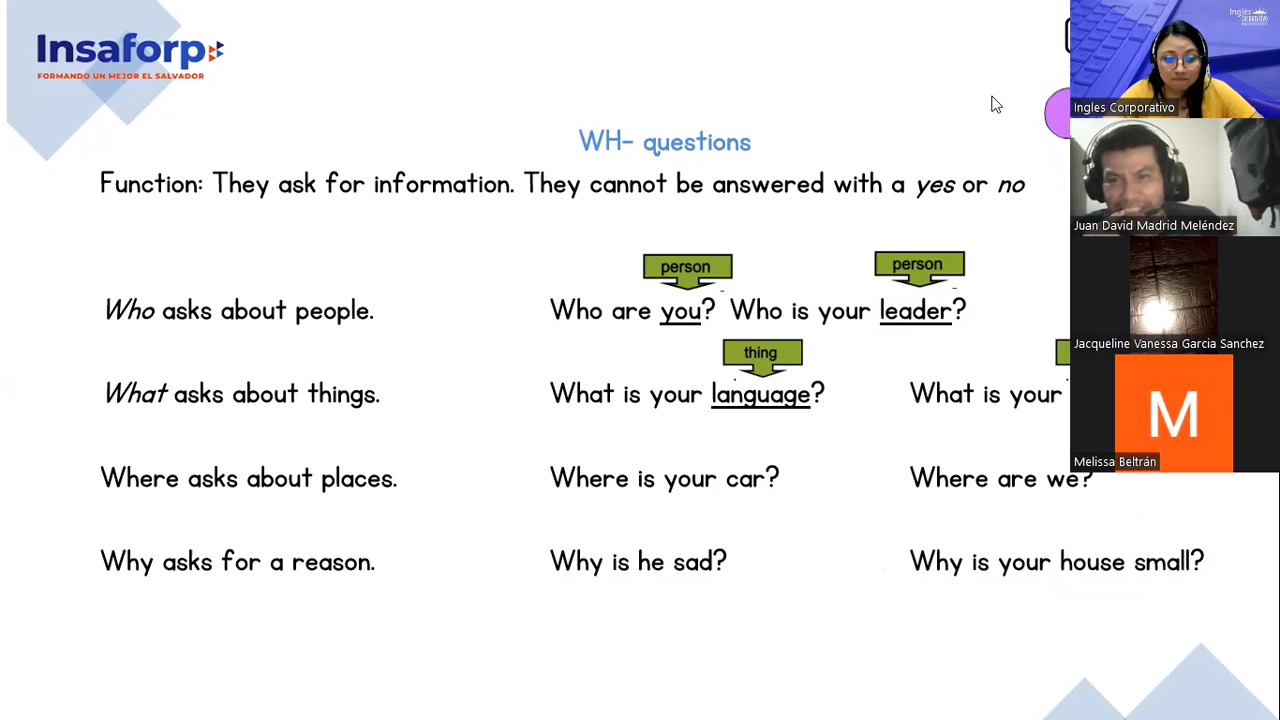 Insaforp
FORMANDO UN MEJOR EL SALVADOR
WH- questions
Function: They ask for information. They cannot be answered with a yes or no
person
person
Who asks about people.
Who are you? Who is your leader?
thing
What asks about things.
What is your language?
What is your
Where asks about places.
Where is your car?
Where are we?
Why asks for a reason.
Why is he sad?
Why is your house small?
Inglés
Ingles Corporativo
Juan David Madrid Meléndez
Jacqueline Vanessa Garcia Sanchez
M
Melissa Beltrán